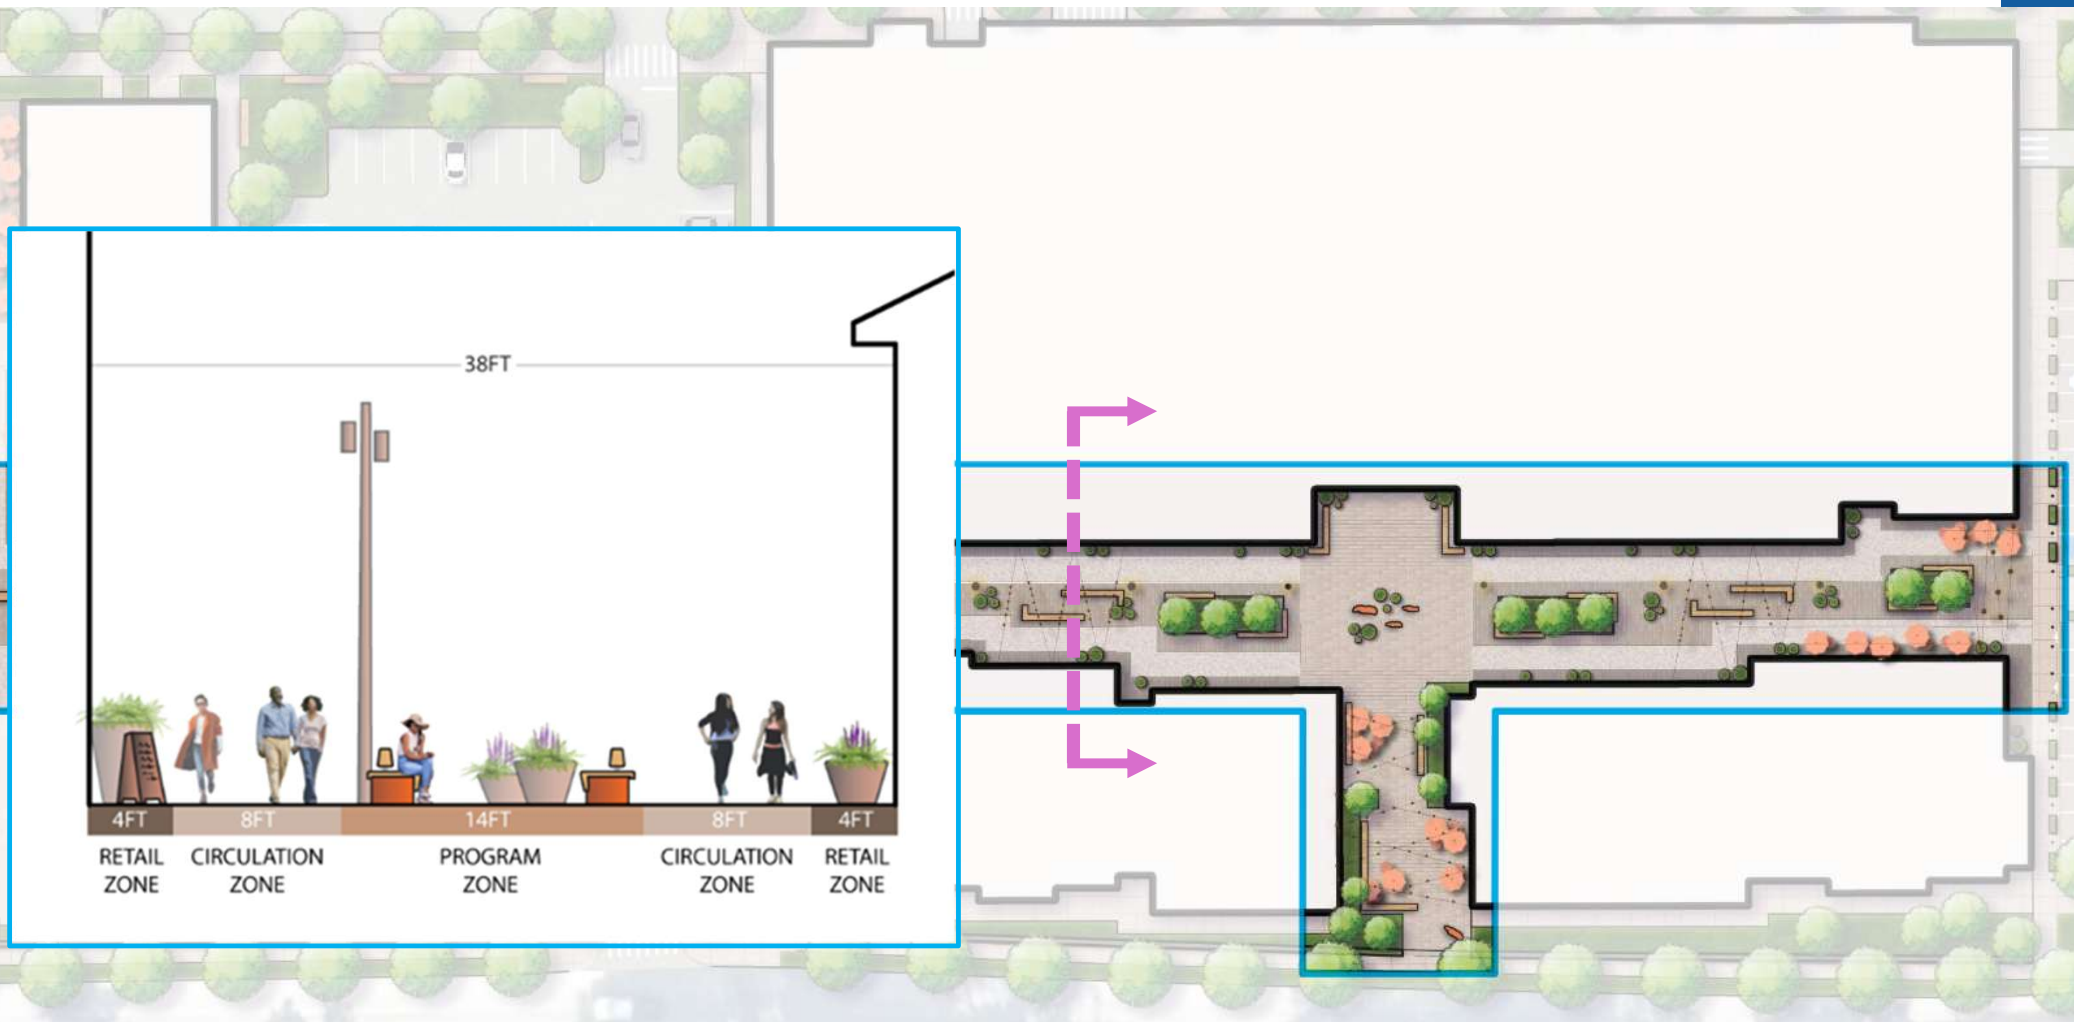 38FT
4FT 8FT 14FT 8FT 4FT
RETAIL CIRCULATION PROGRAM CIRCULATION RETAIL
ZONE ZONE ZONE ZONE ZONE